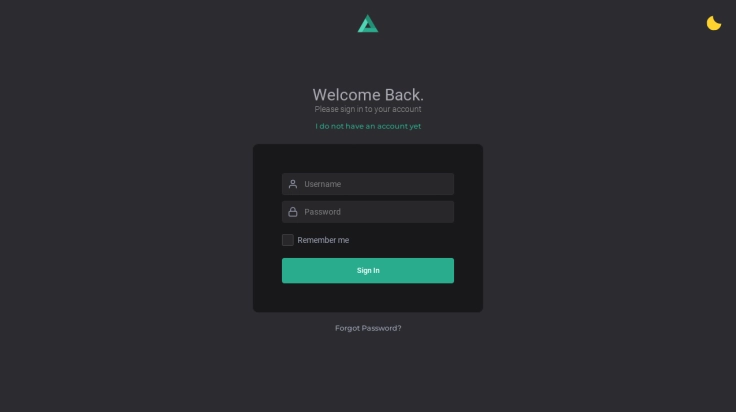 Welcome Back.
Please sign in to your account
I do not have an account yet
Username
Password
Remember me
Sign In
Forgot Password?